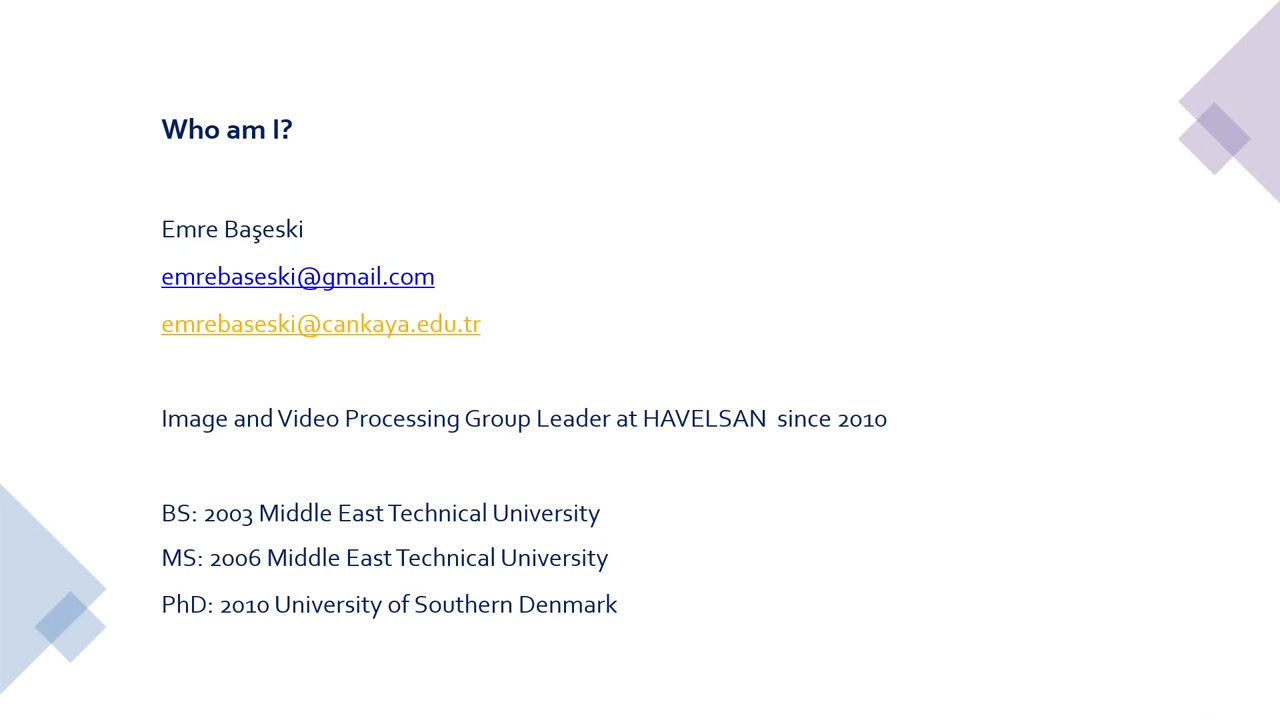 Who am I?
Emre Başeski
emrebaseski@gmail.com
emrebaseski@cankaya.edu.tr
Image and Video Processing Group Leader at HAVELSAN since 2010
BS: 2003 Middle East Technical University
MS: 2006 Middle East Technical University
PhD: 2010 University of Southern Denmark